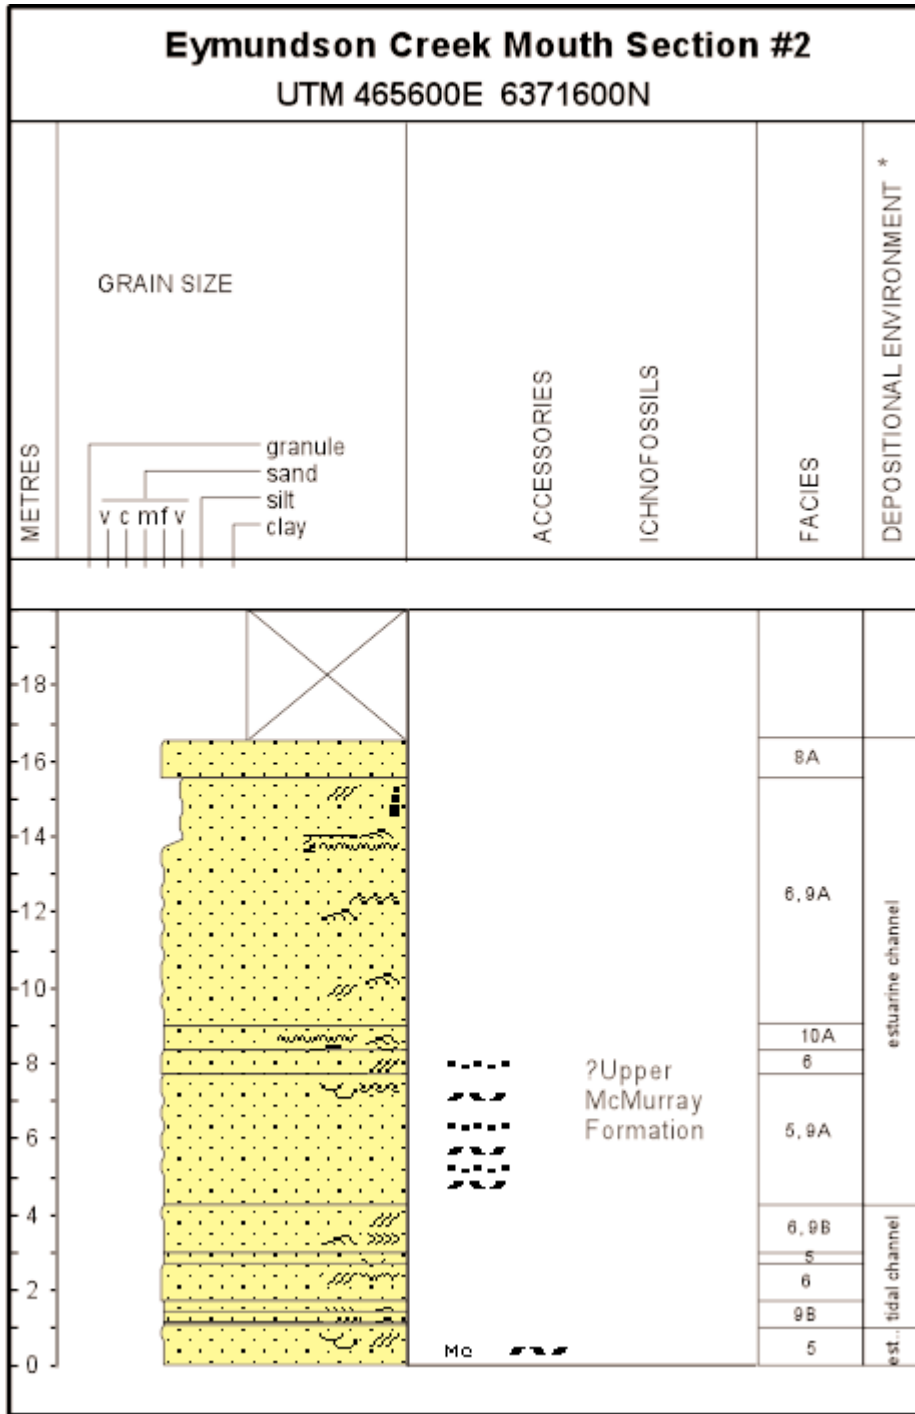 Eymundson Creek Mouth Section #2
UTM 465600E 6371600N
METRES
GRAIN SIZE
granule
sand
silt
clay
v c m f v
ACCESSORIES
ICHNOFOSSILS
FACIES
DEPOSITIONAL ENVIRONMENT *
18
16
14
12
10
8
6
4
2
0
?Upper
McMurray
Formation
Me
8A
6, 9A
10A
6
5, 9A
6, 9B
5
6
9B
5
estuarine channel
tidal channel
est..